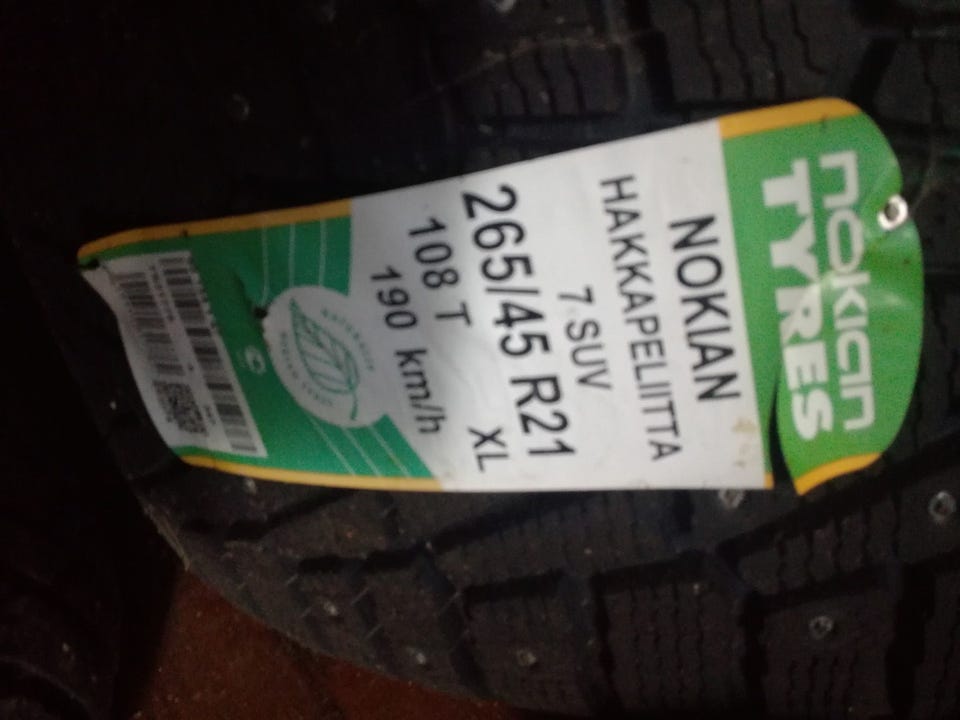 nokian
TYRES
NOKIAN
HAKKAPELIITTA
7 SUV
265/45 R21
XL
108 T
190 km/h